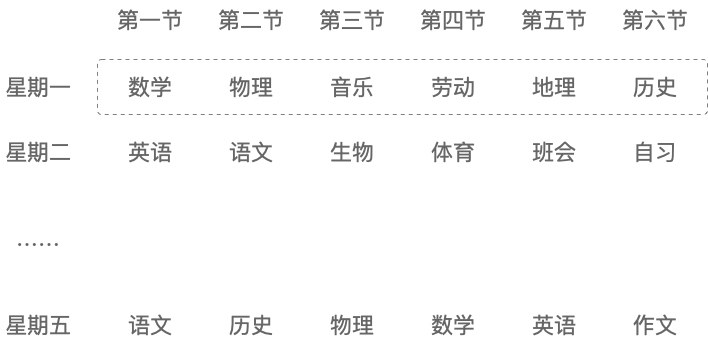 第一节 第二节 第三节 第四节 第五节 第六节
星期一 数学 物理 音乐 劳动 地理 历史
星期二 英语 语文 生物 体育 班会 自习
……
星期五 语文 历史 物理 数学 英语 作文